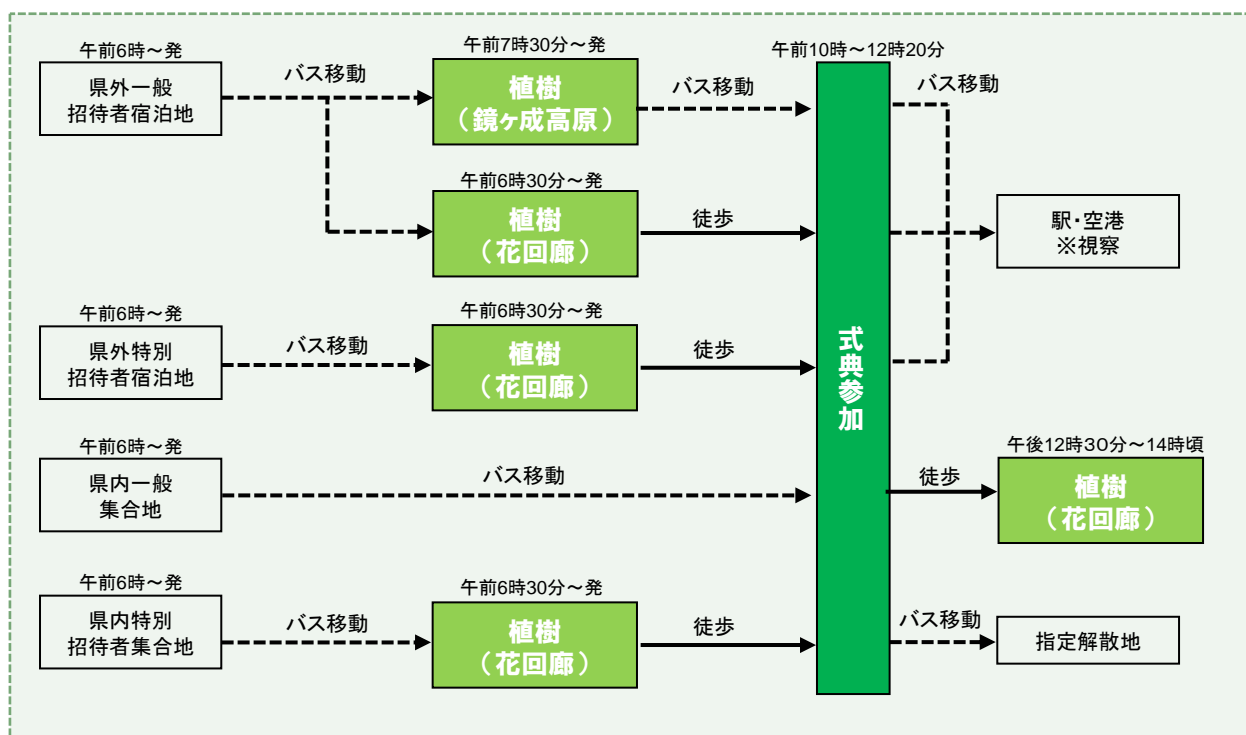 午前6時～発
県外一般
招待者宿泊地
バス移動
午前7時30分～発
植樹
（鏡ヶ成高原）
バス移動
午前10時～12時20分
バス移動
午前6時30分～発
植樹
（花回廊）
徒歩
駅・空港
※視察
午前6時～発
県外特別
招待者宿泊地
バス移動
午前6時30分～発
植樹
（花回廊）
徒歩
式典参加
午前6時～発
県内一般
集合地
バス移動
徒歩
午後12時30分～14時頃
植樹
（花回廊）
午前6時～発
県内特別
招待者集合地
バス移動
午前6時30分～発
植樹
（花回廊）
徒歩
バス移動
指定解散地